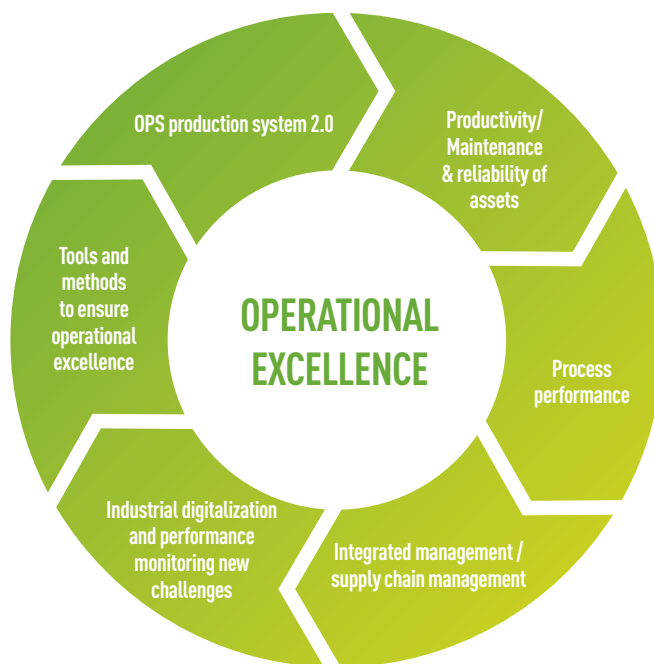 OPS production system 2.0
Productivity/
Maintenance
& reliability of
assets
Process
performance
Integrated management /
supply chain management
Industrial digitalization
and performance
monitoring new
challenges
Tools and
methods
to ensure
operational
excellence
OPERATIONAL
EXCELLENCE